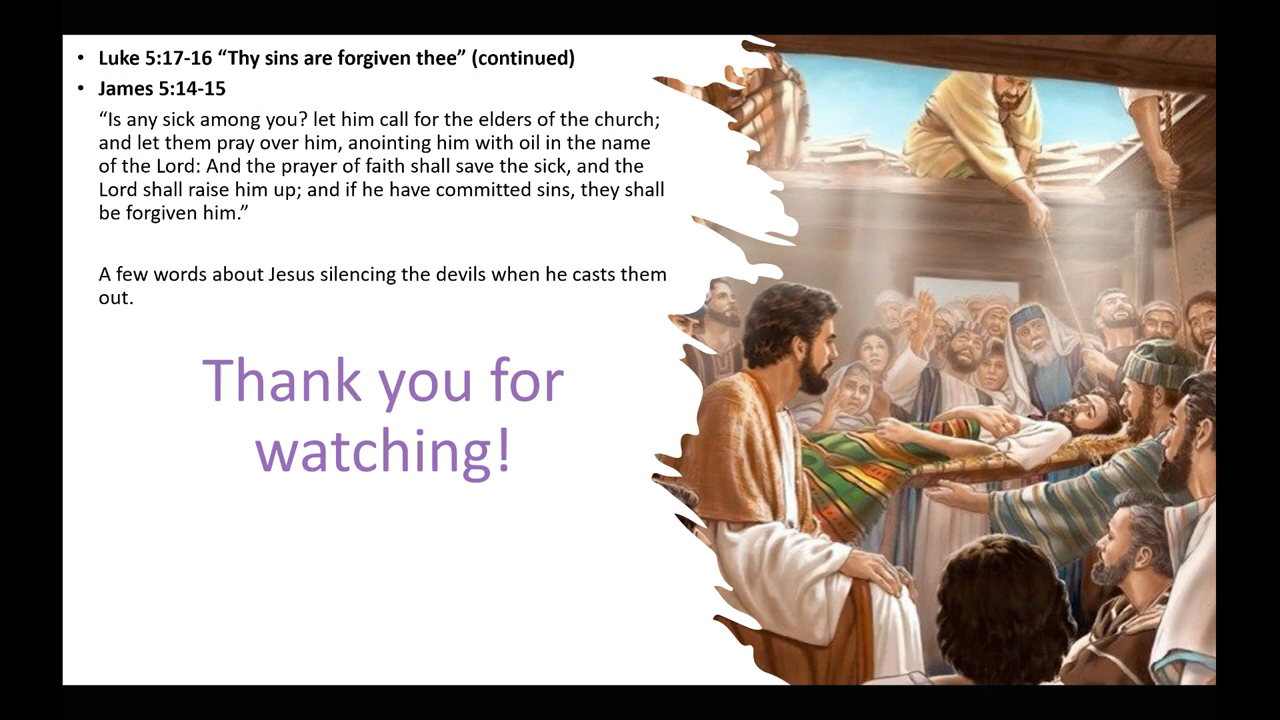 • Luke 5:17-16 “Thy sins are forgiven thee” (continued)
• James 5:14-15
“Is any sick among you? let him call for the elders of the church;
and let them pray over him, anointing him with oil in the name
of the Lord: And the prayer of faith shall save the sick, and the
Lord shall raise him up; and if he have committed sins, they shall
be forgiven him.”
A few words about Jesus silencing the devils when he casts them
out.
Thank you for
watching!